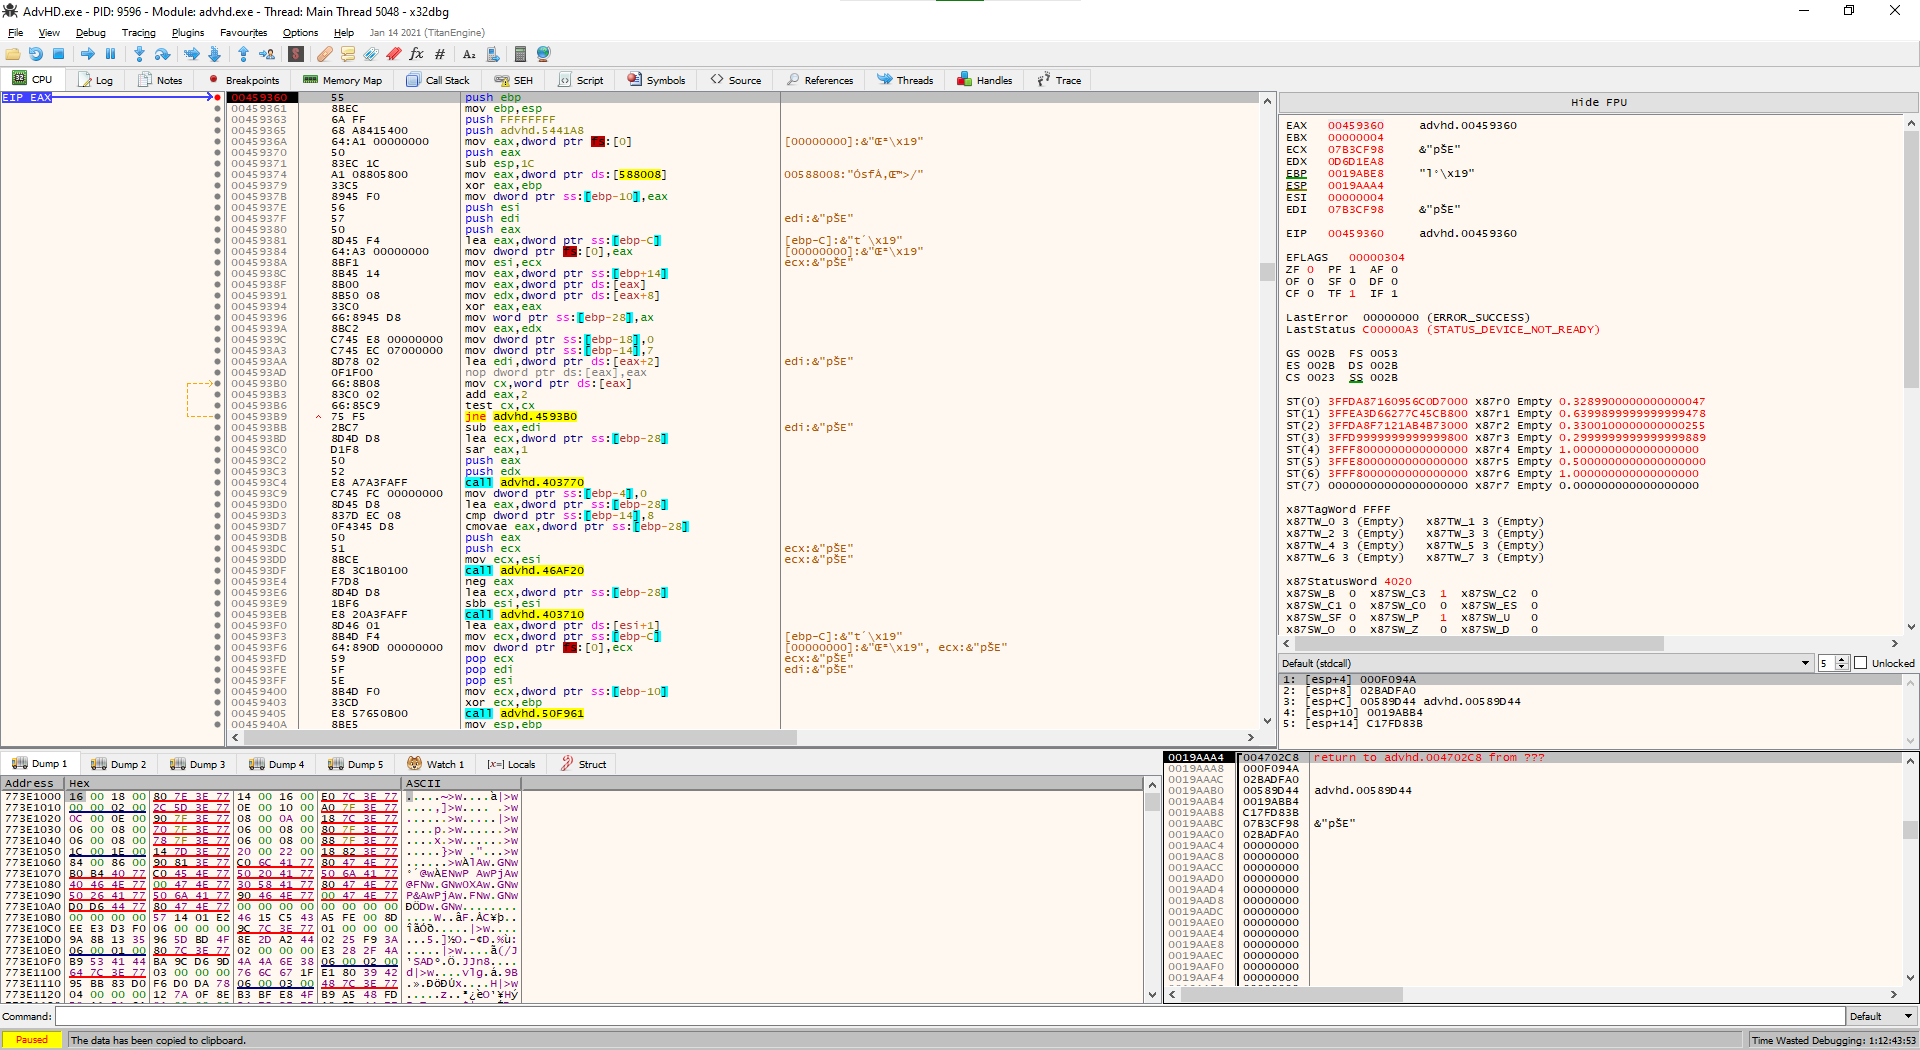 AdvHD.exe - PID: 9596 - Module: advhd.exe - Thread: Main Thread 5048 - x32dbg
File View Debug Tracing Plugins Favourites Options Help Jan 14 2021 (TitanEngine)
CPU Log Notes Breakpoints Memory Map Call Stack SEH Script Symbols Source References Threads Handles Trace
EIP EAX
00459360 55 push ebp
00459361 8BEC mov ebp,esp
00459363 6A FF push FFFFFFFF
00459365 68 A8415400 push advhd.5441A8
0045936A 64:A1 00000000 mov eax,dword ptr fs:[0]
00459370 50 push eax
00459371 83EC 1C sub esp,1C
00459374 A1 08805800 mov eax,dword ptr ds:[588008]
00459379 33C5 xor eax,ebp
0045937B 8945 F0 mov dword ptr ss:[ebp-10],eax
0045937E 56 push esi
0045937F 57 push edi edi:&"pŠE"
00459380 50 push eax
00459381 8D45 F4 lea eax,dword ptr ss:[ebp-C]
00459384 64:A3 00000000 mov dword ptr fs:[0],eax
0045938A 8BF1 mov esi,ecx ecx:&"pŠE"
0045938C 8B45 14 mov eax,dword ptr ss:[ebp+14]
0045938F 8B00 mov eax,dword ptr ds:[eax]
00459391 8B50 08 mov edx,dword ptr ds:[eax+8]
00459394 33C0 xor eax,eax
00459396 66:8945 D8 mov word ptr ss:[ebp-28],ax
0045939A 8BC2 mov eax,edx
0045939C C745 E8 00000000 mov dword ptr ss:[ebp-18],0
004593A3 C745 EC 07000000 mov dword ptr ss:[ebp-14],7
004593AA 8D78 02 lea edi,dword ptr ds:[eax+2] edi:&"pŠE"
004593AD 0F1F00 nop dword ptr ds:[eax],eax
004593B0 66:8B08 mov cx,word ptr ds:[eax]
004593B3 83C0 02 add eax,2
004593B6 66:85C9 test cx,cx
004593B9 75 F5 jne advhd.4593B0
004593BB 2BC7 sub eax,edi edi:&"pŠE"
004593BD 8D4D D8 lea ecx,dword ptr ss:[ebp-28]
004593C0 D1F8 sar eax,1
004593C2 50 push eax
004593C3 52 push edx
004593C4 E8 A7A3FAFF call advhd.403770
004593C9 C745 FC 00000000 mov dword ptr ss:[ebp-4],0
004593D0 8D45 D8 lea eax,dword ptr ss:[ebp-28]
004593D3 837D EC 08 cmp dword ptr ss:[ebp-14],8
004593D7 0F4345 D8 cmovae eax,dword ptr ss:[ebp-28]
004593DB 50 push eax
004593DC 51 push ecx ecx:&"pŠE"
004593DD 8BCE mov ecx,esi ecx:&"pŠE"
004593DF E8 3C1B0100 call advhd.46AF20
004593E4 F7D8 neg eax
004593E6 8D4D D8 lea ecx,dword ptr ss:[ebp-28]
004593E9 1BF6 sbb esi,esi
004593EB E8 20A3FAFF call advhd.403710
004593F0 8D46 01 lea eax,dword ptr ds:[esi+1]
004593F3 8B4D F4 mov ecx,dword ptr ss:[ebp-C]
004593F6 64:890D 00000000 mov dword ptr fs:[0],ecx
004593FD 59 pop ecx ecx:&"pŠE"
004593FE 5F pop edi edi:&"pŠE"
004593FF 5E pop esi
00459400 8B4D F0 mov ecx,dword ptr ss:[ebp-10]
00459403 33CD xor ecx,ebp
00459405 E8 57650B00 call advhd.50F961
0045940A 8BE5 mov esp,ebp
Hide FPU
EAX 00459360 advhd.00459360
EBX 00000004
ECX 07B3CF98 &"pŠE"
EDX 0D6D1EA8
EBP 0019ABE8
ESP 0019AAA4
ESI 00000004
EDI 07B3CF98 &"pŠE"
EIP 00459360 advhd.00459360
EFLAGS 00000304
ZF 0 PF 1 AF 0
OF 0 SF 0 DF 0
CF 0 TF 1 IF 1
LastError 00000000 (ERROR_SUCCESS)
LastStatus C00000A3 (STATUS_DEVICE_NOT_READY)
GS 002B FS 0053
ES 002B DS 002B
CS 0023 SS 002B
ST(0) 3FFDA87160956C0D7000 x87r0 Empty 0.3289900000000000047
ST(1) 3FFEA3D66277C45CB800 x87r1 Empty 0.6399899999999999478
ST(2) 3FFDA8F7121AB4B73000 x87r2 Empty 0.3300100000000000255
ST(3) 3FFD9999999999999800 x87r3 Empty 0.2999999999999999889
ST(4) 3FFF8000000000000000 x87r4 Empty 1.0000000000000000000
ST(5) 3FFE8000000000000000 x87r5 Empty 0.5000000000000000000
ST(6) 3FFF8000000000000000 x87r6 Empty 1.0000000000000000000
ST(7) 00000000000000000000 x87r7 Empty 0.0000000000000000000
x87TagWord FFFF
x87TW_0 3 (Empty) x87TW_1 3 (Empty)
x87TW_2 3 (Empty) x87TW_3 3 (Empty)
x87TW_4 3 (Empty) x87TW_5 3 (Empty)
x87TW_6 3 (Empty) x87TW_7 3 (Empty)
x87StatusWord 4020
x87SW_B 0 x87SW_C3 1 x87SW_C2 0
x87SW_C1 0 x87SW_C0 0 x87SW_ES 0
x87SW_SF 0 x87SW_P 1 x87SW_U 0
x87SW_O 0 x87SW_Z 0 x87SW_D 0
Default (stdcall) 5 Unlocked
1: [esp+4] 000F094A
2: [esp+8] 02BADFA0
3: [esp+C] 00589D44 advhd.00589D44
4: [esp+10] 0019ABB4
5: [esp+14] C17FD83B
Dump 1 Dump 2 Dump 3 Dump 4 Dump 5 Watch 1 [x=] Locals Struct
Address Hex ASCII
773E1000 16 00 18 00 80 7E 3E 77 14 00 16 00 E0 7C 3E 77
773E1010 00 00 02 00 2C 5D 3E 77 0E 00 10 00 A0 7F 3E 77
773E1020 0C 00 0E 00 90 7F 3E 77 08 00 0A 00 18 7C 3E 77
773E1030 06 00 08 00 70 7F 3E 77 06 00 08 00 80 7F 3E 77
773E1040 06 00 08 00 78 7F 3E 77 06 00 08 00 88 7F 3E 77
773E1050 1C 00 1E 00 14 7D 3E 77 20 00 22 00 18 82 3E 77
773E1060 84 00 86 00 90 81 3E 77 C0 6C 41 77 80 47 4E 77
773E1070 B0 B4 40 77 C0 45 4E 77 50 20 41 77 50 6A 41 77
773E1080 40 46 4E 77 00 47 4E 77 30 58 41 77 80 47 4E 77
773E1090 50 26 41 77 50 6A 41 77 90 46 4E 77 00 47 4E 77
773E10A0 D0 D6 44 77 80 47 4E 77 00 00 00 00 00 00 00 00
773E10B0 00 00 00 00 57 14 01 E2 46 15 C5 43 A5 FE 00 8D
773E10C0 EE E3 D3 F0 06 00 00 00 9C 7C 3E 77 01 00 00 00
773E10D0 9A 8B 13 35 96 5D BD 4F 8E 2D A2 44 02 25 F9 3A
773E10E0 06 00 01 00 80 7C 3E 77 02 00 00 00 E3 28 2F 4A
773E10F0 B9 53 41 44 BA 9C D6 9D 4A 4A 6E 38 06 00 02 00
773E1100 64 7C 3E 77 03 00 00 00 76 6C 67 1F E1 80 39 42
773E1110 95 BB 83 D0 F6 D0 DA 78 06 00 03 00 48 7C 3E 77
773E1120 04 00 00 00 12 7A 0F 8E B3 BF E8 4F B9 A5 48 FD
0019AAA4 004702C8 return to advhd.004702C8 from ???
0019AAA8 000F094A
0019AAAC 02BADFA0
0019AAB0 00589D44 advhd.00589D44
0019AAB4 0019ABB4
0019AAB8 C17FD83B
0019AABC 07B3CF98 &"pŠE"
0019AAC0 02BADFA0
0019AAC4 00000000
0019AAC8 00000000
0019AACC 00000000
0019AAD0 00000000
0019AAD4 00000000
0019AAD8 00000000
0019AADC 00000000
0019AAE0 00000000
0019AAE4 00000000
0019AAE8 00000000
0019AAEC 00000000
0019AAF0 00000000
0019AAF4 00000000
Command: Default
Paused The data has been copied to clipboard. Time Wasted Debugging: 1:12:43:53